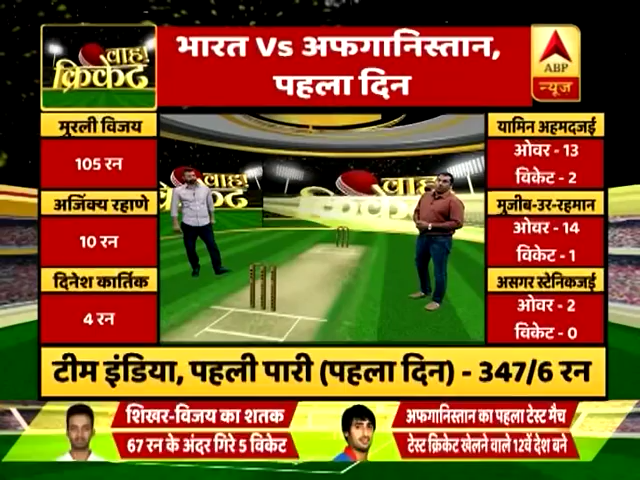 वाह!
क्रिकेट
भारत Vs अफगानिस्तान,
पहला दिन
ABP
न्यूज़
मुरली विजय
105 रन
अजिंक्य रहाणे
10 रन
दिनेश कार्तिक
4 रन
वाह!
वाह!
क्रिकेट
यामिन अहमदजई
ओवर - 13
विकेट - 2
मुजीब-उर-रहमान
ओवर - 14
विकेट - 1
असगर स्टेनिकजई
ओवर - 2
विकेट - 0
टीम इंडिया, पहली पारी (पहला दिन) - 347/6 रन
शिखर-विजय का शतक
67 रन के अंदर गिरे 5 विकेट
अफगानिस्तान का पहला टेस्ट मैच
टेस्ट क्रिकेट खेलने वाले 12वें देश बने